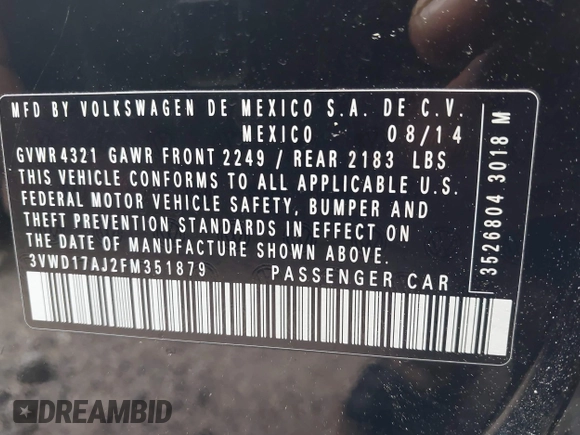 MFD BY VOLKSWAGEN DE MEXICO S.A. DE C.V.
MEXICO 08/14
GVWR 4321 GAWR FRONT 2249 / REAR 2183 LBS
THIS VEHICLE CONFORMS TO ALL APPLICABLE U.S.
FEDERAL MOTOR VEHICLE SAFETY, BUMPER AND
THEFT PREVENTION STANDARDS IN EFFECT ON
THE DATE OF MANUFACTURE SHOWN ABOVE.
3VWD17AJ2FM351879 PASSENGER CAR
3526804 3018 M
DREAMBID